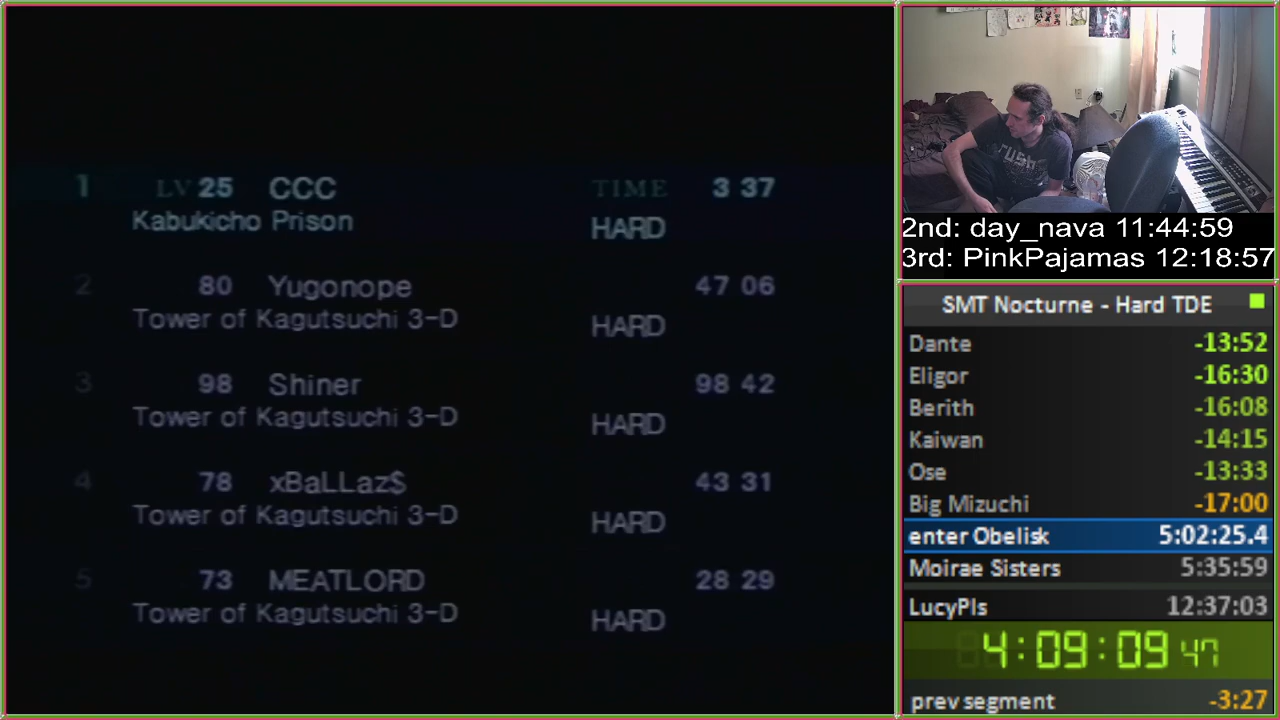 1 LV 25 CCC TIME 3 37
Kabukicho Prison HARD
2 80 Yugonope 47 06
Tower of Kagutsuchi 3-D HARD
3 98 Shiner 98 42
Tower of Kagutsuchi 3-D HARD
4 78 xBaLLaz$ 43 31
Tower of Kagutsuchi 3-D HARD
5 73 MEATLORD 28 29
Tower of Kagutsuchi 3-D HARD
2nd: day_nava 11:44:59
3rd: PinkPajamas 12:18:57
SMT Nocturne - Hard TDE
Dante -13:52
Eligor -16:30
Berith -16:08
Kaiwan -14:15
Ose -13:33
Big Mizuchi -17:00
enter Obelisk 5:02:25.4
Moirae Sisters 5:35:59
LucyPls 12:37:03
4:09:09 47
prev segment -3:27